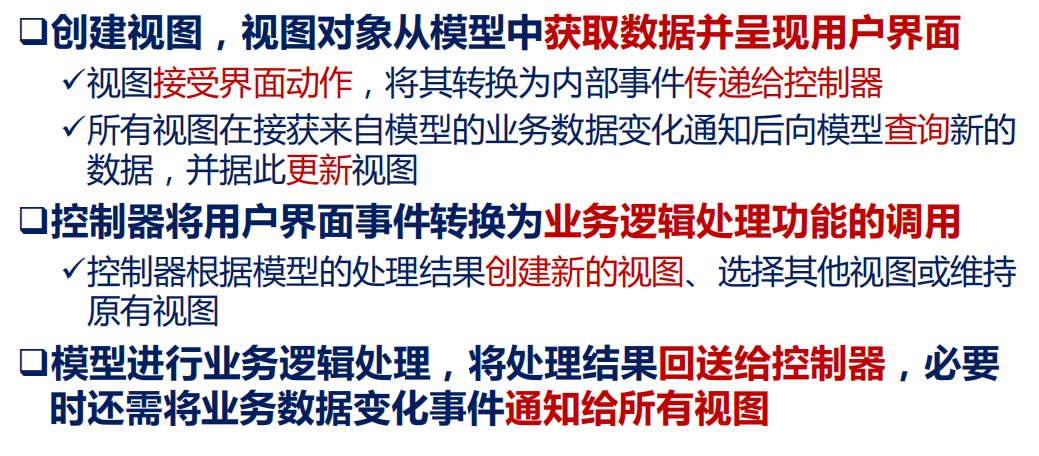 ❑创建视图，视图对象从模型中获取数据并呈现用户界面
✓视图接受界面动作，将其转换为内部事件传递给控制器
✓所有视图在接获来自模型的业务数据变化通知后向模型查询新的
数据，并据此更新视图
❑控制器将用户界面事件转换为业务逻辑处理功能的调用
✓控制器根据模型的处理结果创建新的视图、选择其他视图或维持
原有视图
❑模型进行业务逻辑处理，将处理结果回送给控制器，必要
时还需将业务数据变化事件通知给所有视图